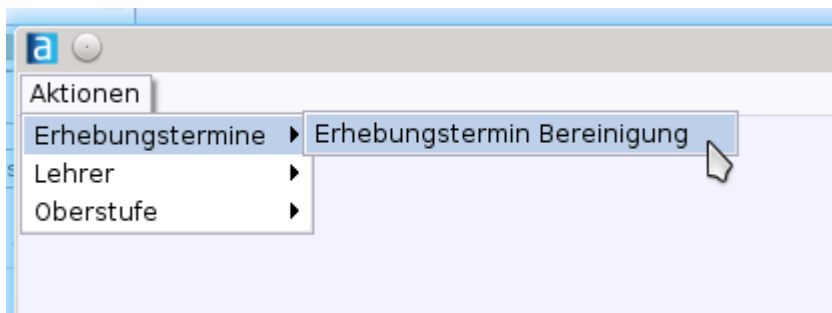 a
Aktionen
Erhebungstermine
Erhebungstermin Bereinigung
Lehrer
Oberstufe